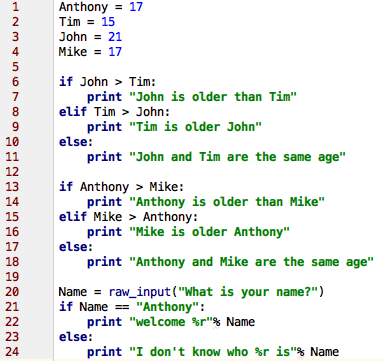 1 Anthony = 17
2 Tim = 15
3 John = 21
4 Mike = 17
5
6 if John > Tim:
7     print "John is older than Tim"
8 elif Tim > John:
9     print "Tim is older John"
10 else:
11     print "John and Tim are the same age"
12
13 if Anthony > Mike:
14     print "Anthony is older than Mike"
15 elif Mike > Anthony:
16     print "Mike is older Anthony"
17 else:
18     print "Anthony and Mike are the same age"
19
20 Name = raw_input("What is your name?")
21 if Name == "Anthony":
22     print "welcome %r"% Name
23 else:
24     print "I don't know who %r is"% Name